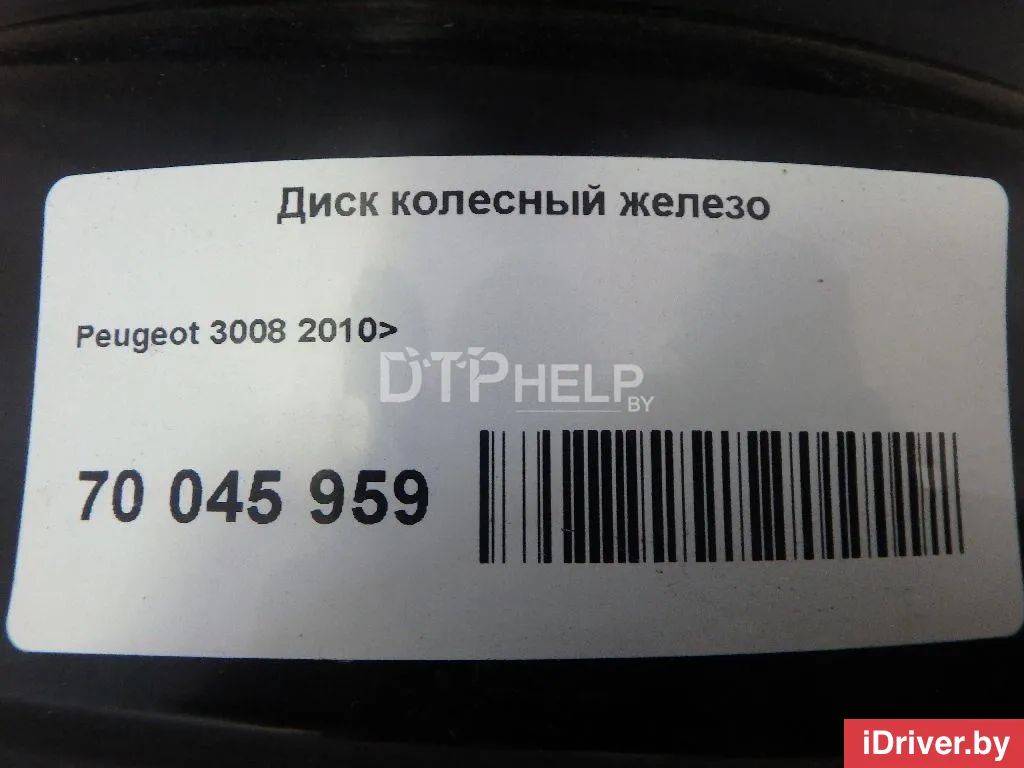 Диск колесный железо
Peugeot 3008 2010>
DTPHELP
BY
70 045 959
iDriver.by